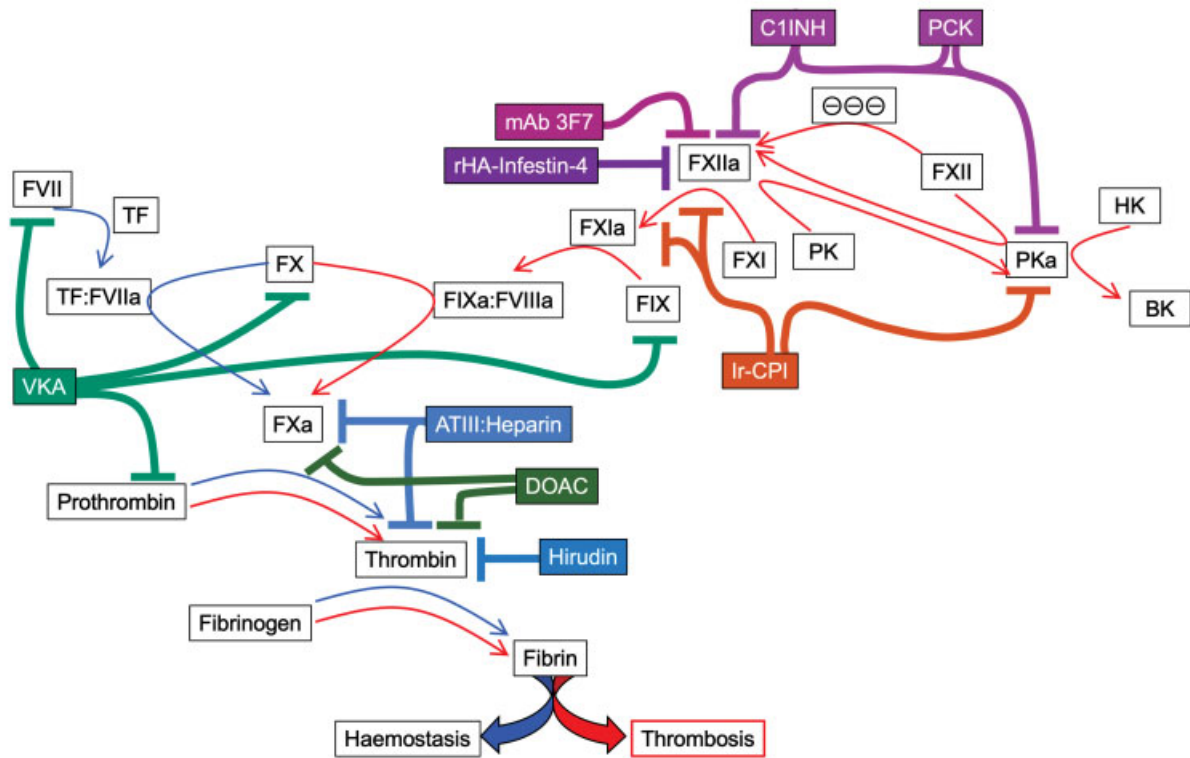 C1INH
PCK
⊖⊖⊖
mAb 3F7
rHA-Infestin-4
FXIIa
FXII
FVII
TF
HK
FXIa
FXI
PK
PKa
FX
TF:FVIIa
FIXa:FVIIIa
FIX
BK
VKA
Ir-CPI
FXa
ATIII:Heparin
DOAC
Prothrombin
Thrombin
Hirudin
Fibrinogen
Fibrin
Haemostasis
Thrombosis